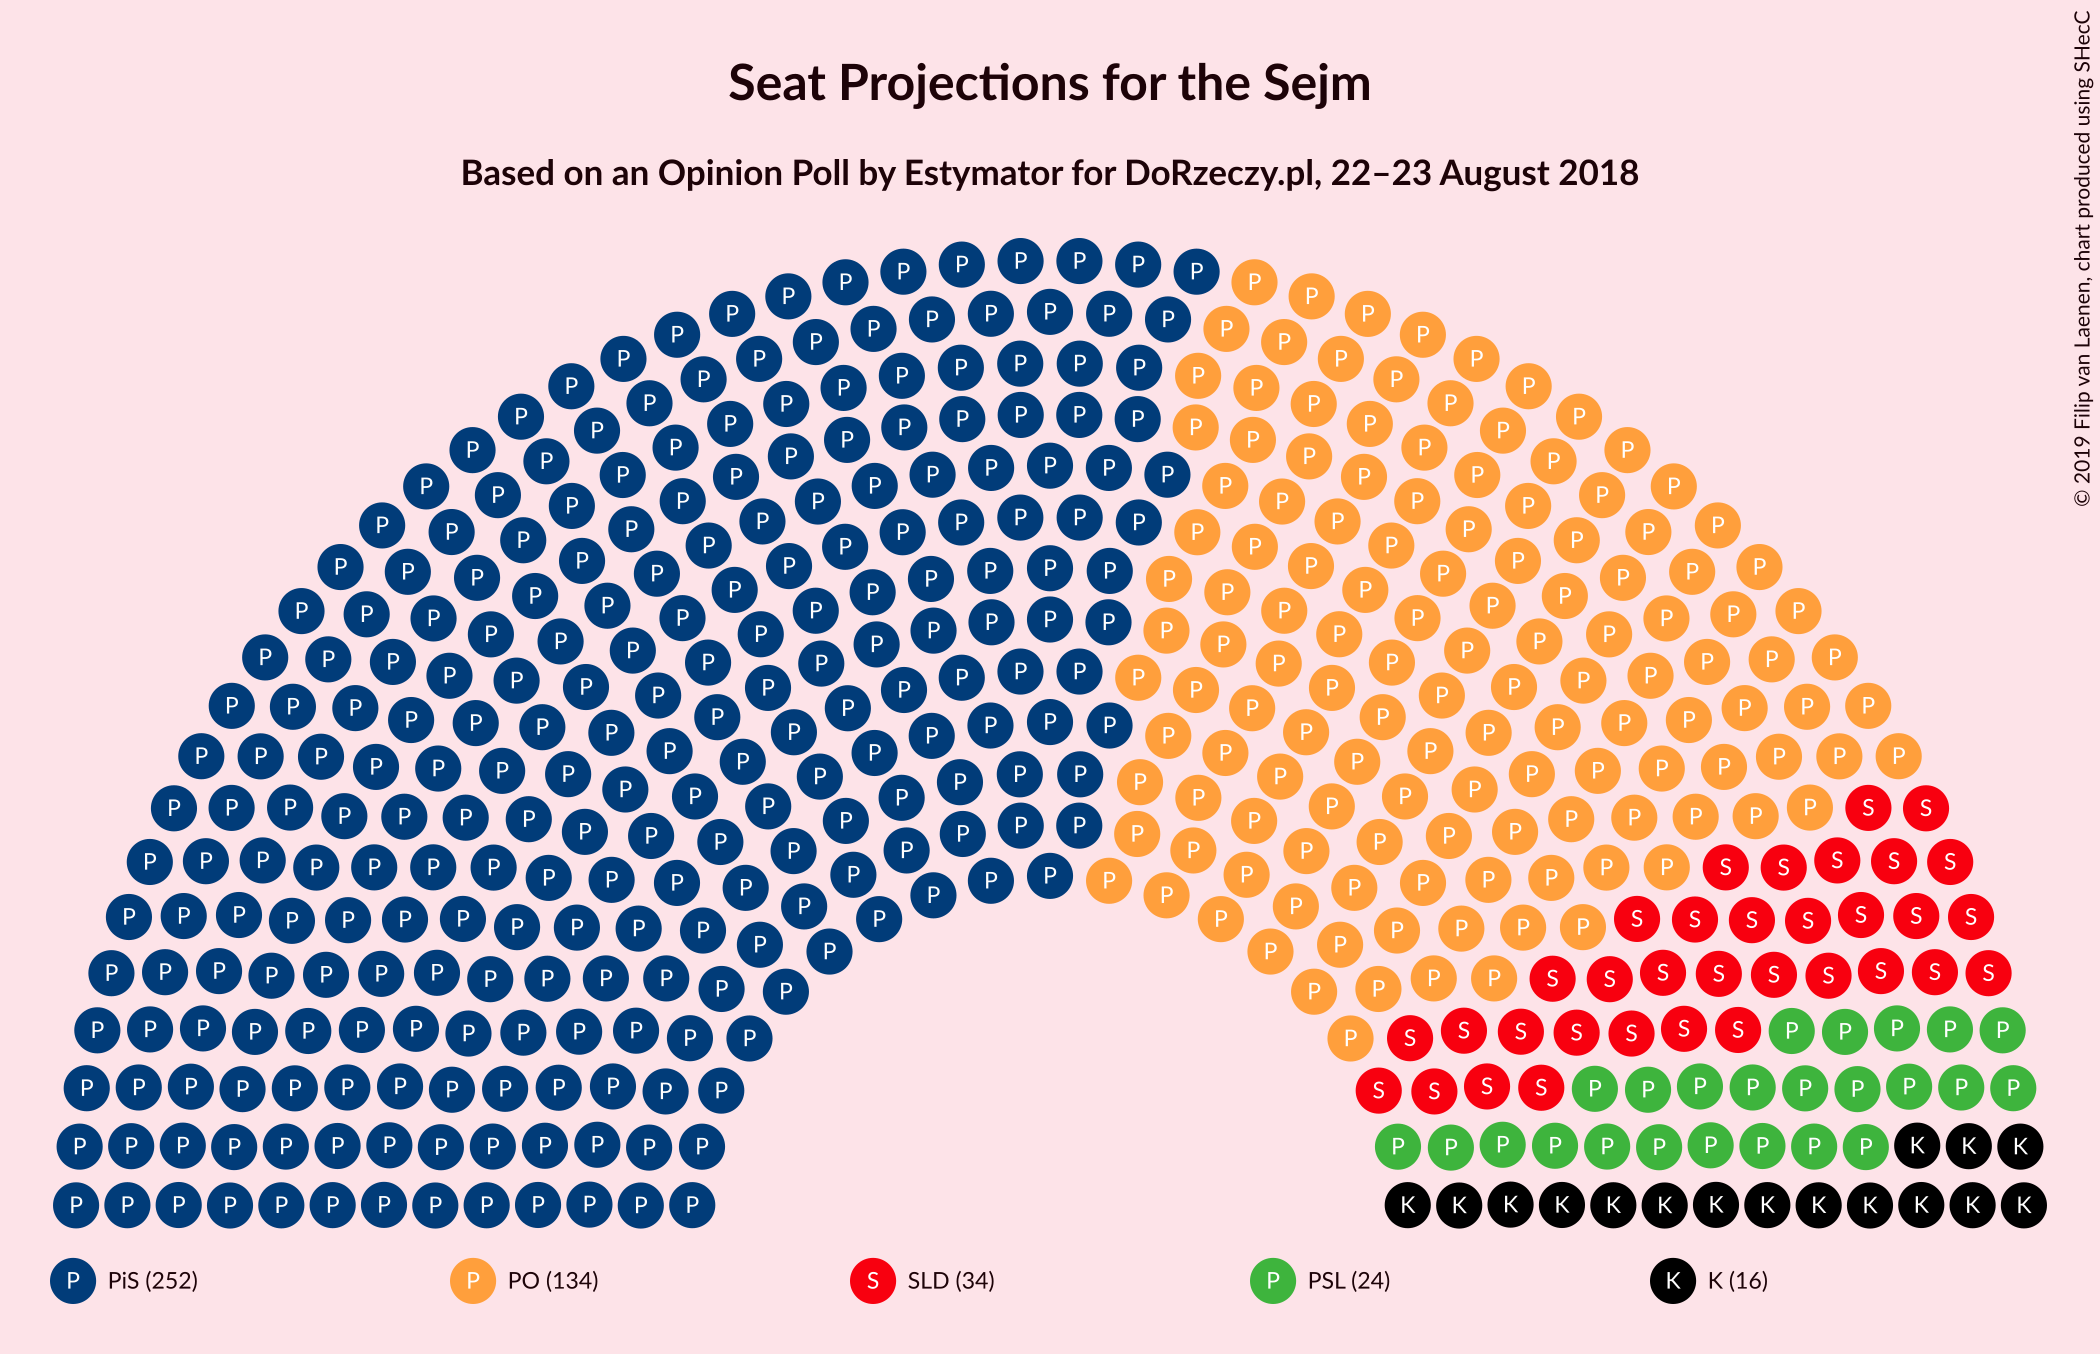 Seat Projections for the Sejm
Based on an Opinion Poll by Estymator for DoRzeczy.pl, 22–23 August 2018
© 2019 Filip van Laenen, chart produced using SHecC
P PiS (252)
P PO (134)
S SLD (34)
P PSL (24)
K K (16)